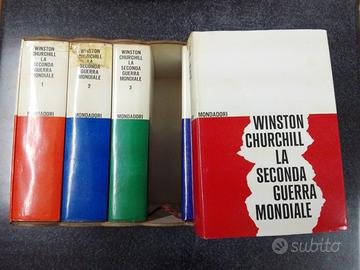 WINSTON
CHURCHILL
LA
SECONDA
GUERRA
MONDIALE
1
MONDADORI
WINSTON
CHURCHILL
LA
SECONDA
GUERRA
MONDIALE
2
MONDADORI
WINSTON
CHURCHILL
LA
SECONDA
GUERRA
MONDIALE
3
MONDADORI
MONDADORI
WINSTON
CHURCHILL
LA
SECONDA
GUERRA
MONDIALE
subito